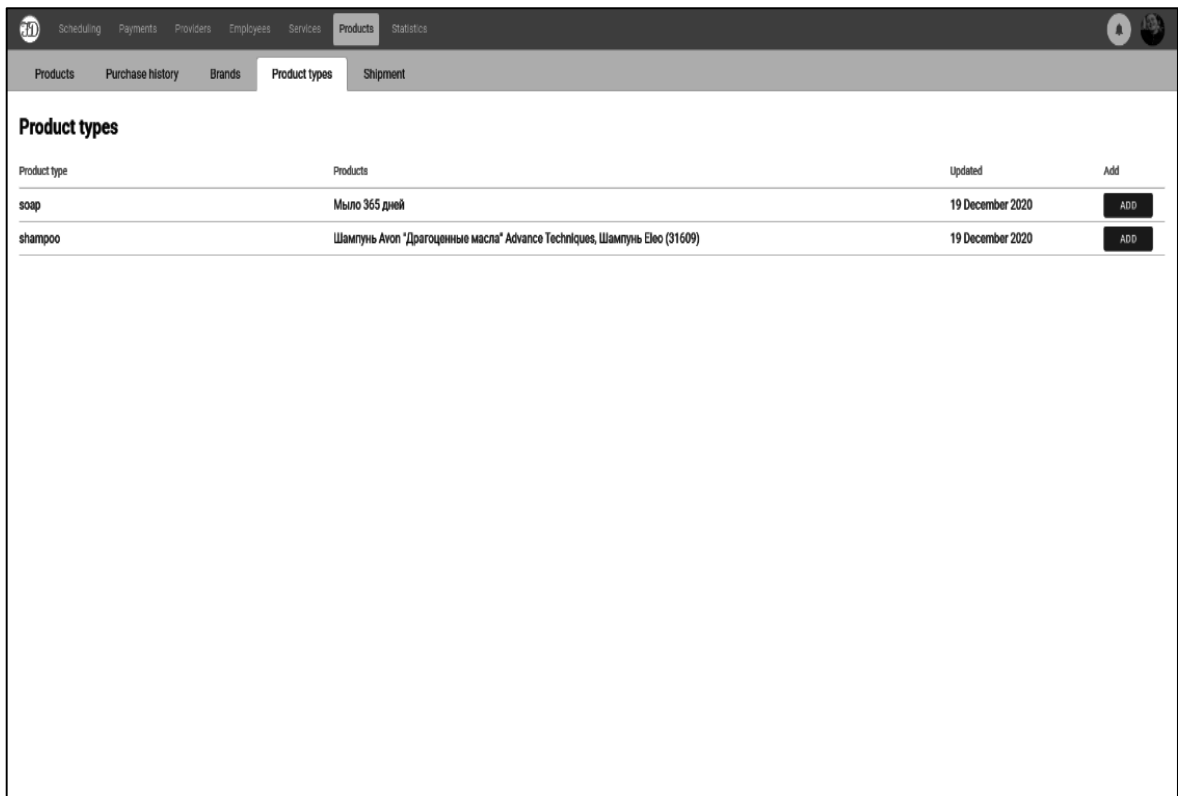 Scheduling Payments Providers Employees Services Products Statistics
Products Purchase history Brands Product types Shipment
Product types
Product type Products Updated Add
soap Мыло 365 дней 19 December 2020 ADD
shampoo Шампунь Avon "Драгоценные масла" Advance Techniques, Шампунь Eleo (31609) 19 December 2020 ADD